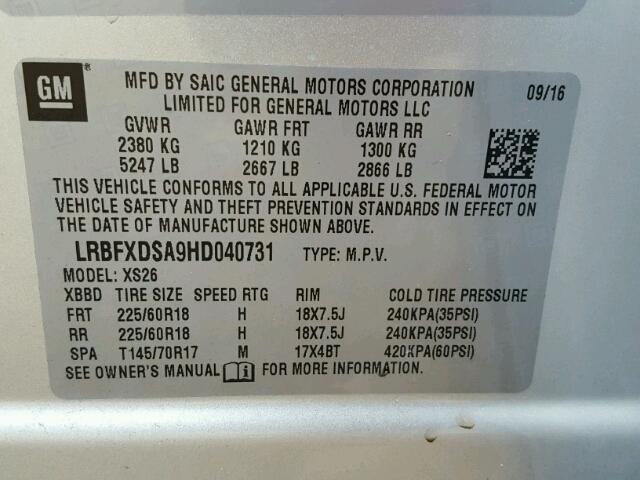 GM ®
MFD BY SAIC GENERAL MOTORS CORPORATION 09/16
LIMITED FOR GENERAL MOTORS LLC
GVWR GAWR FRT GAWR RR
2380 KG 1210 KG 1300 KG
5247 LB 2667 LB 2866 LB
THIS VEHICLE CONFORMS TO ALL APPLICABLE U.S. FEDERAL MOTOR
VEHICLE SAFETY AND THEFT PREVENTION STANDARDS IN EFFECT ON
THE DATE OF MANUFACTURE SHOWN ABOVE.
LRBFXDSA9HD040731 TYPE: M.P.V.
MODEL: XS26
XBBD TIRE SIZE SPEED RTG RIM COLD TIRE PRESSURE
FRT 225/60R18 H 18X7.5J 240KPA(35PSI)
RR 225/60R18 H 18X7.5J 240KPA(35PSI)
SPA T145/70R17 M 17X4BT 420KPA(60PSI)
SEE OWNER'S MANUAL FOR MORE INFORMATION.